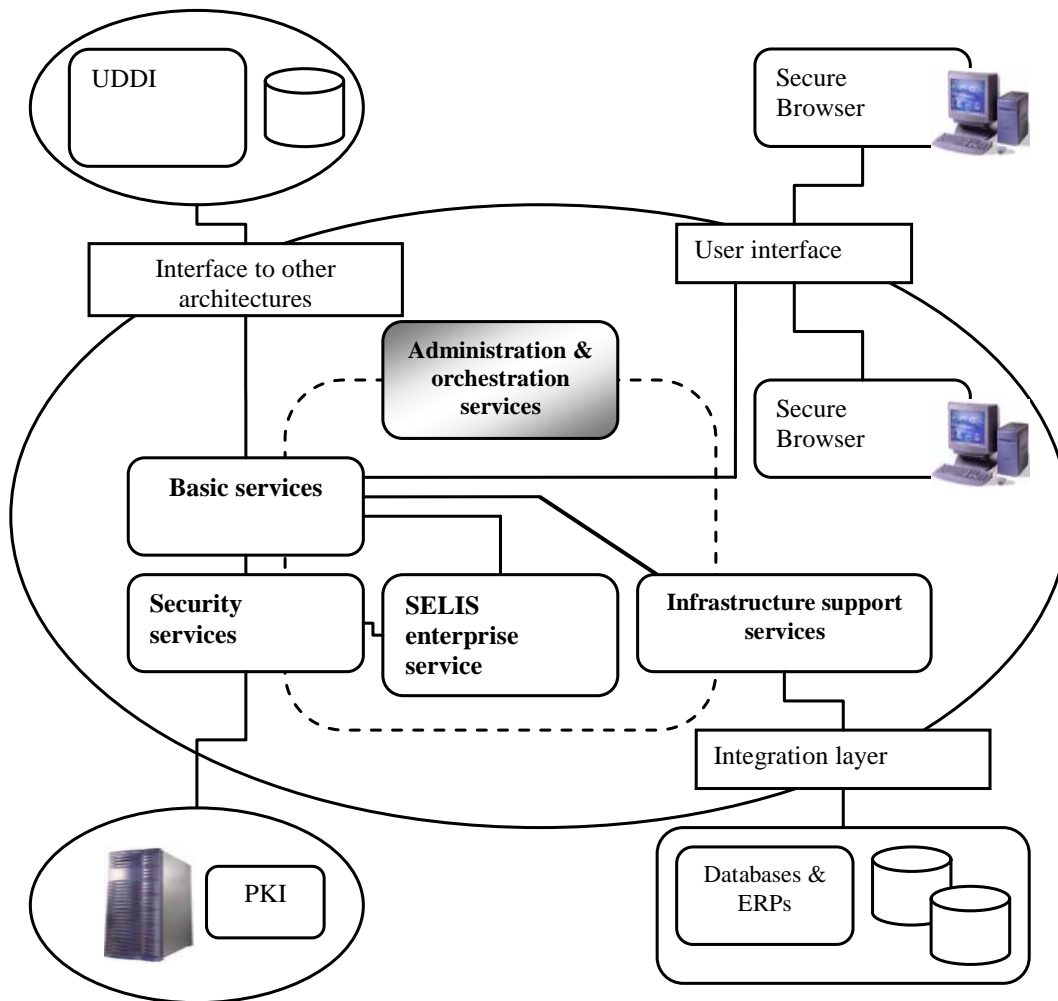 UDDI
Secure
Browser
Interface to other
architectures
User interface
Administration &
orchestration
services
Secure
Browser
Basic services
Security
services
SELIS
enterprise
service
Infrastructure support
services
Integration layer
PKI
Databases &
ERPs